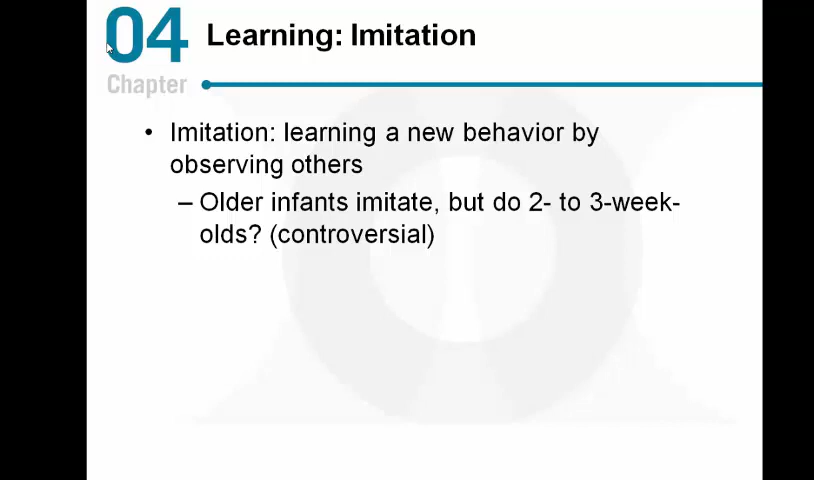 04
Learning: Imitation
Chapter
• Imitation: learning a new behavior by
observing others
– Older infants imitate, but do 2- to 3-week-
olds? (controversial)